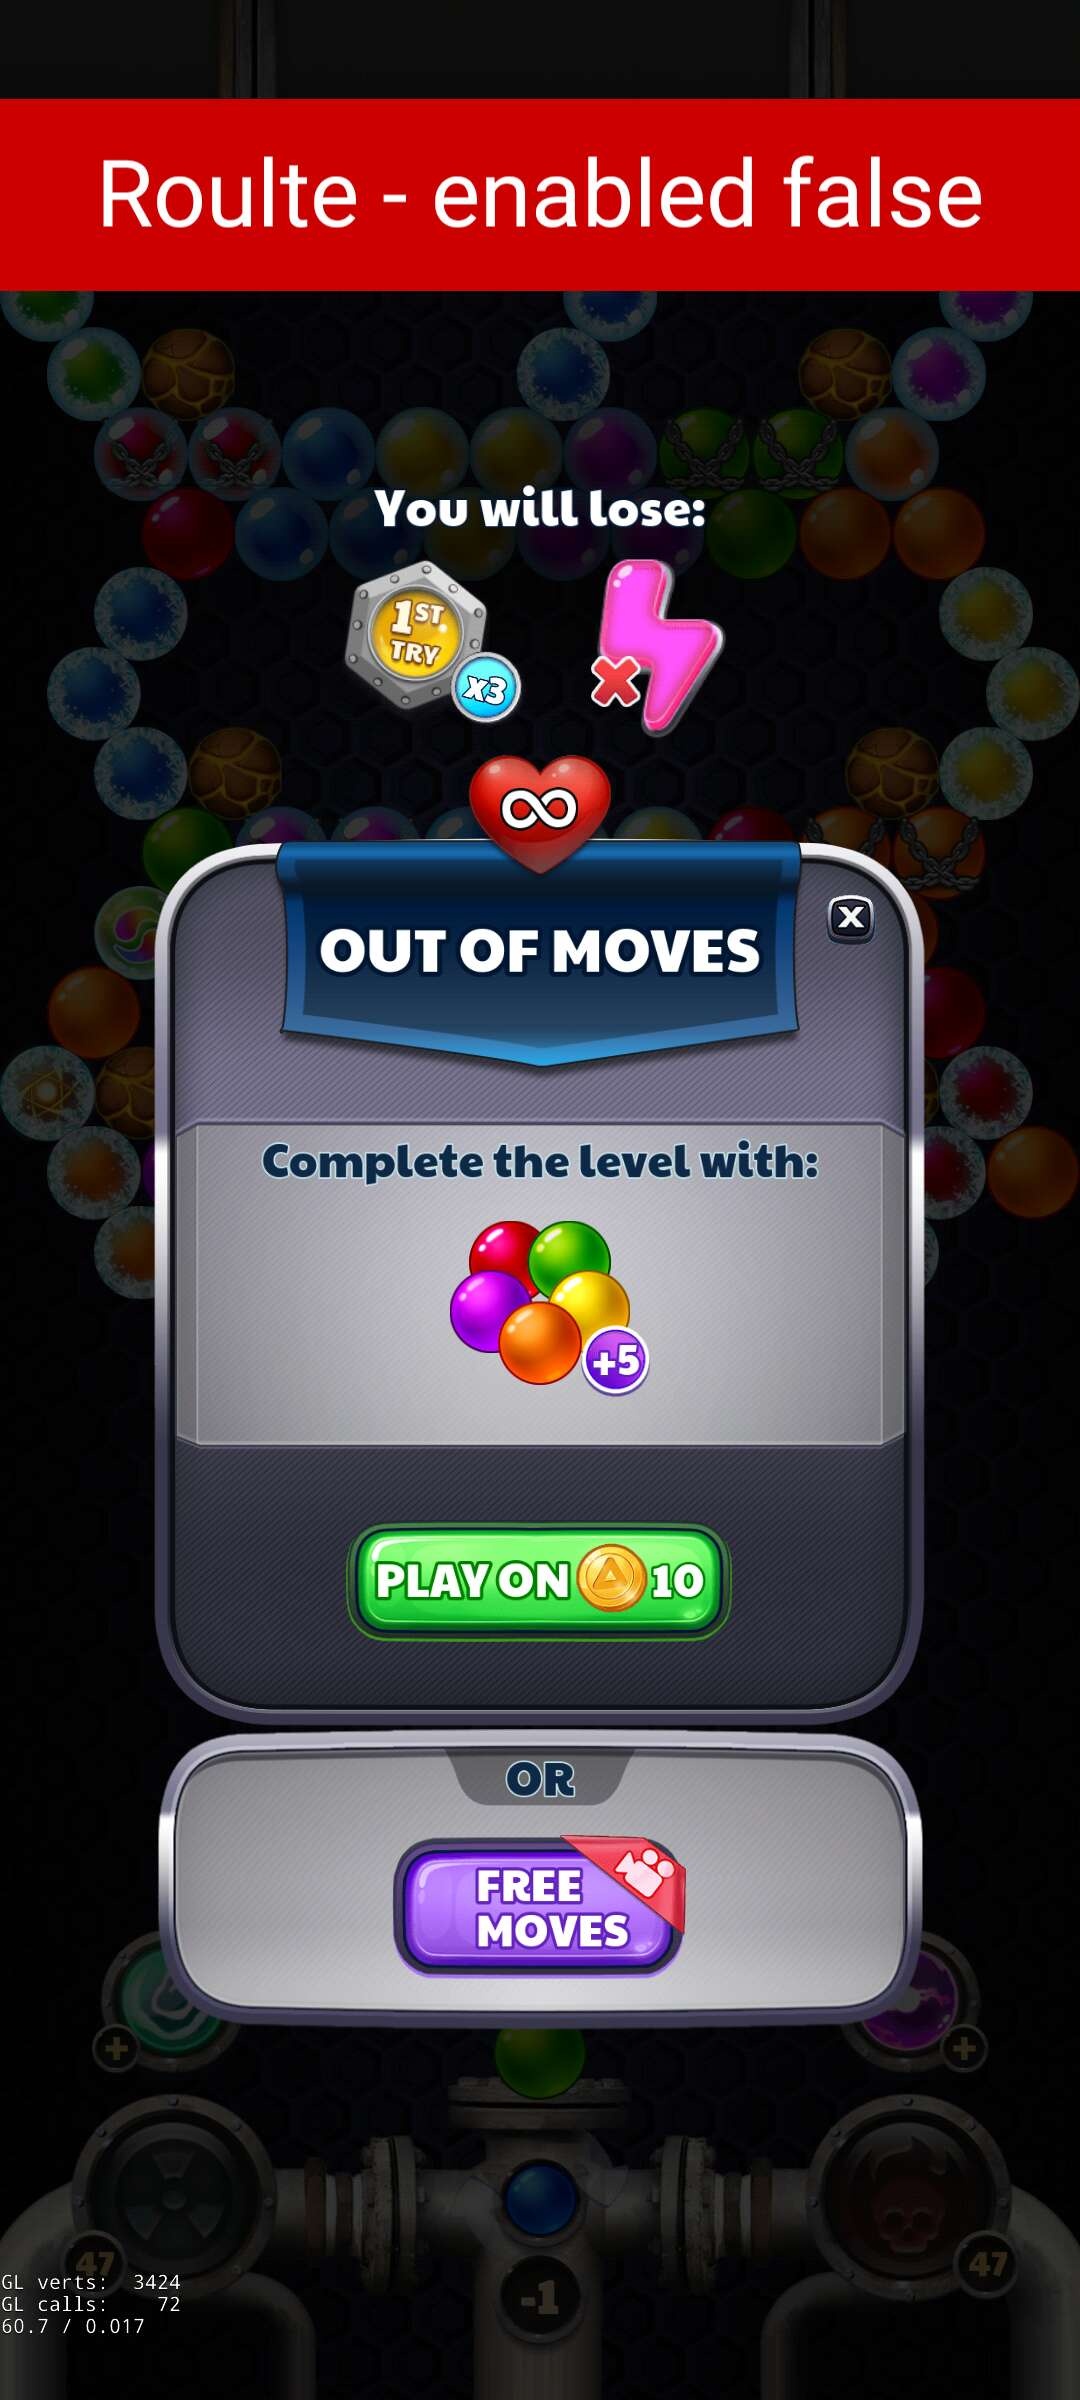 Roulte - enabled false
You will lose:
1ST
TRY
x3
∞
OUT OF MOVES
X
Complete the level with:
+5
PLAY ON 10
OR
FREE
MOVES
+
+
47
47
-1
GL verts: 3424
GL calls: 72
60.7 / 0.017